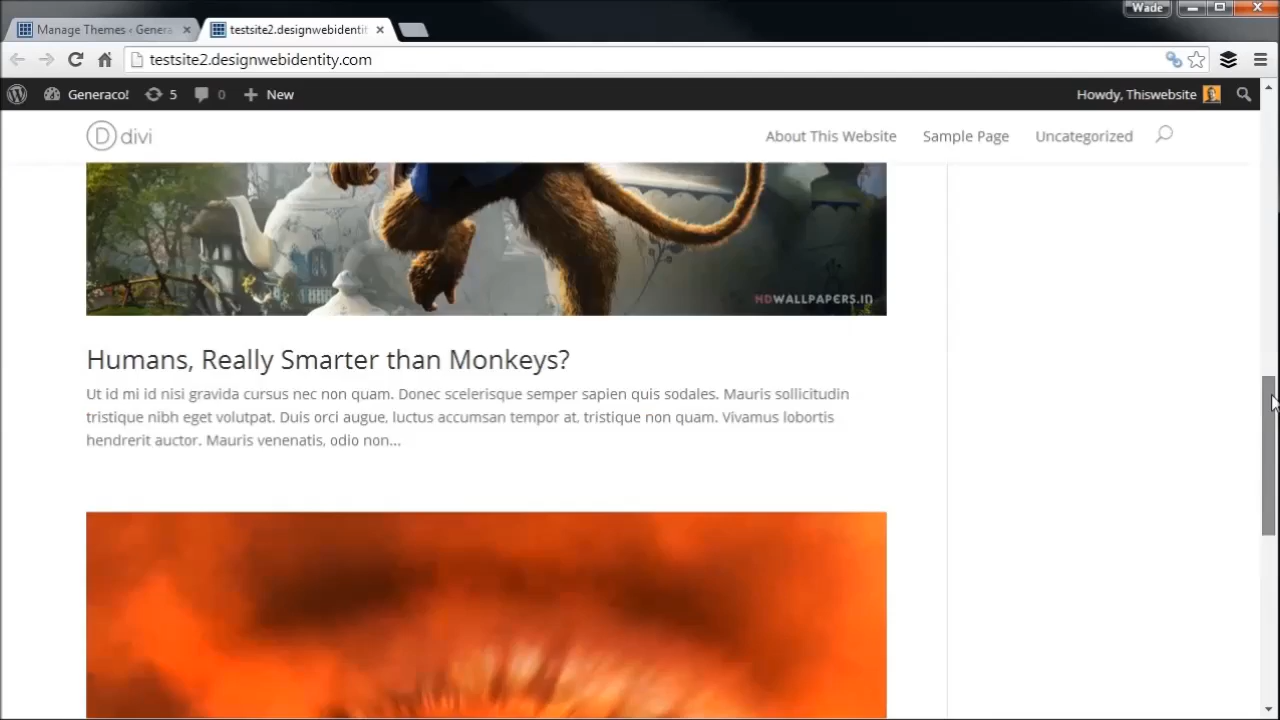 Wade
Manage Themes ‹ Genera
testsite2.designwebidentit
testsite2.designwebidentity.com
Generaco! 5 0 New Howdy, Thiswebsite
D divi About This Website Sample Page Uncategorized
HDWALLPAPERS.IN
Humans, Really Smarter than Monkeys?
Ut id mi id nisi gravida cursus nec non quam. Donec scelerisque semper sapien quis sodales. Mauris sollicitudin
tristique nibh eget volutpat. Duis orci augue, luctus accumsan tempor at, tristique non quam. Vivamus lobortis
hendrerit auctor. Mauris venenatis, odio non...